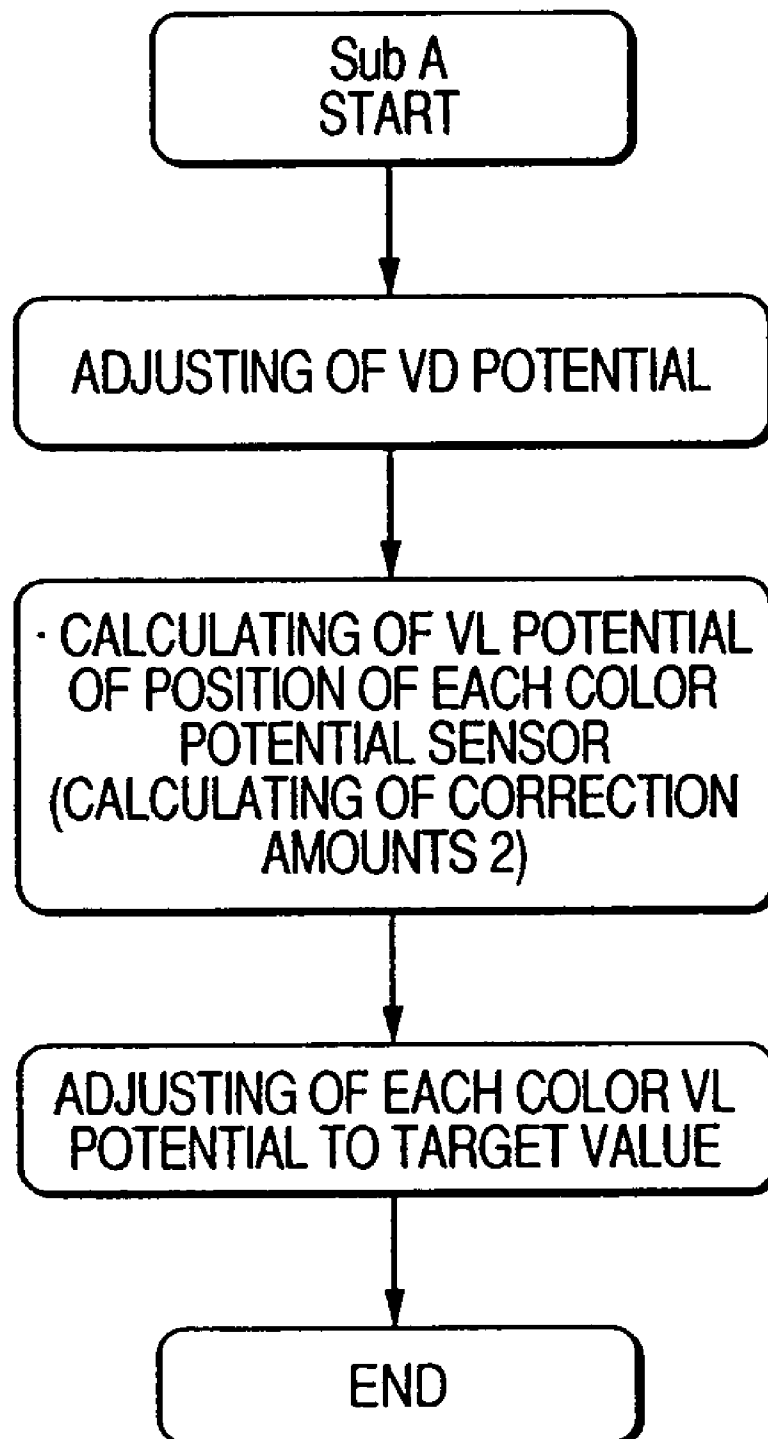 Sub A
START
ADJUSTING OF VD POTENTIAL
· CALCULATING OF VL POTENTIAL
OF POSITION OF EACH COLOR
POTENTIAL SENSOR
(CALCULATING OF CORRECTION
AMOUNTS 2)
ADJUSTING OF EACH COLOR VL
POTENTIAL TO TARGET VALUE
END